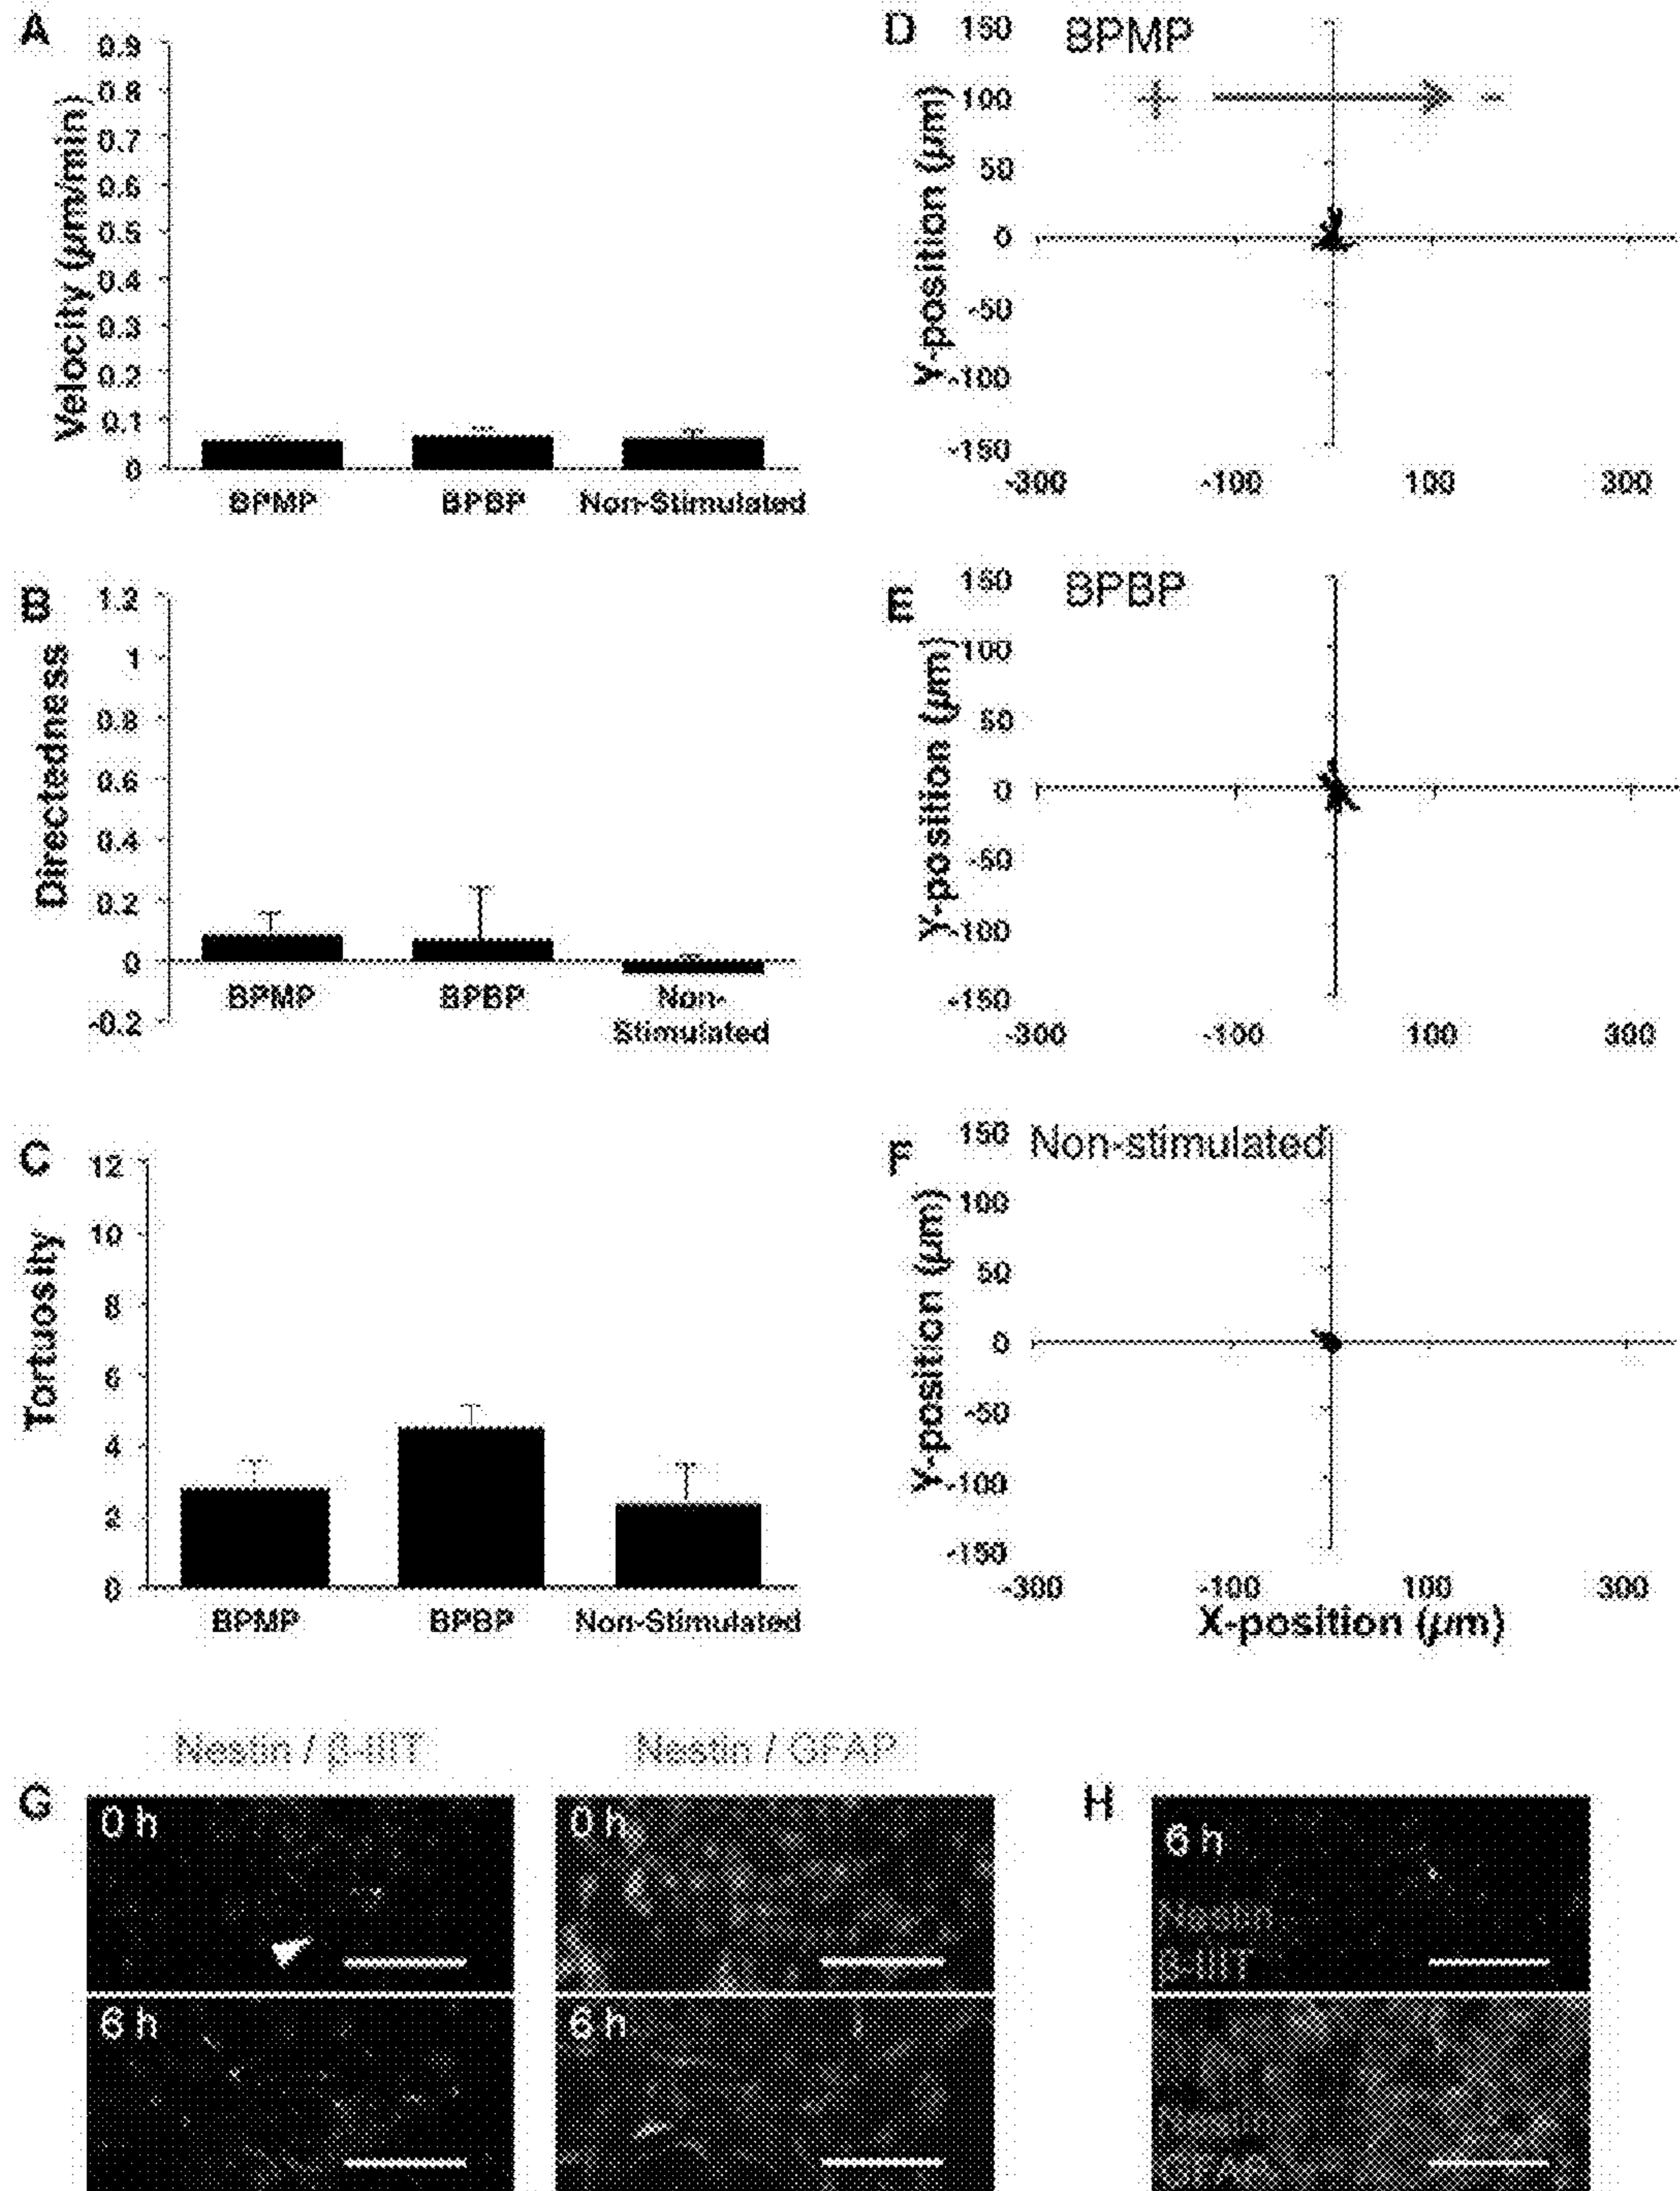 A
Velocity (µm/min)
0.9
0.8
0.7
0.6
0.5
0.4
0.3
0.2
0.1
0
BPMP BPBP Non-Stimulated
D
BPMP
+ -
Y-position (µm)
150
100
50
0
-50
-100
-150
-300 -100 100 300
B
Directedness
1.2
1
0.8
0.6
0.4
0.2
0
-0.2
BPMP BPBP Non-
Stimulated
E
BPBP
Y-position (µm)
150
100
50
0
-50
-100
-150
-300 -100 100 300
C
Tortuosity
12
10
8
6
4
2
0
BPMP BPBP Non-Stimulated
F
Non-stimulated
Y-position (µm)
150
100
50
0
-50
-100
-150
-300 -100 100 300
X-position (µm)
G
Nestin / β-IIIT
Nestin / GFAP
0 h
0 h
6 h
6 h
H
6 h
Nestin
β-IIIT
Nestin
GFAP